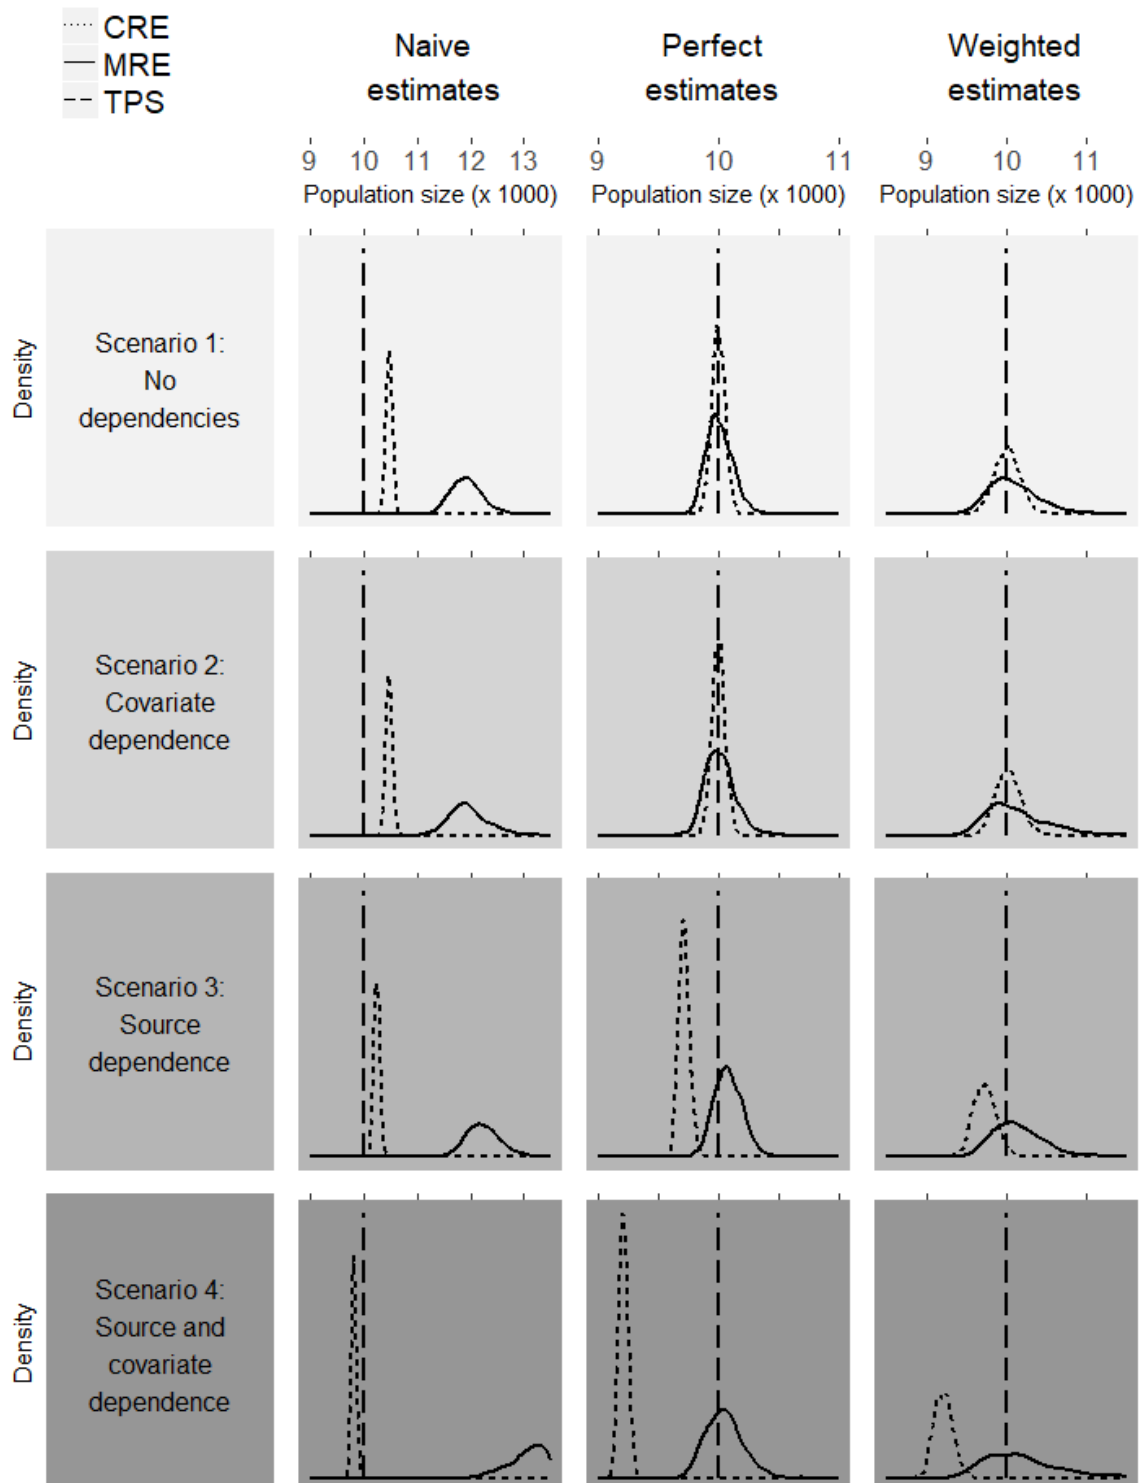 CRE
MRE
TPS
Naive
estimates
Perfect
estimates
Weighted
estimates
9 10 11 12 13
Population size (x 1000)
9 10 11
Population size (x 1000)
9 10 11
Population size (x 1000)
Density
Scenario 1:
No
dependencies
Density
Scenario 2:
Covariate
dependence
Density
Scenario 3:
Source
dependence
Density
Scenario 4:
Source and
covariate
dependence